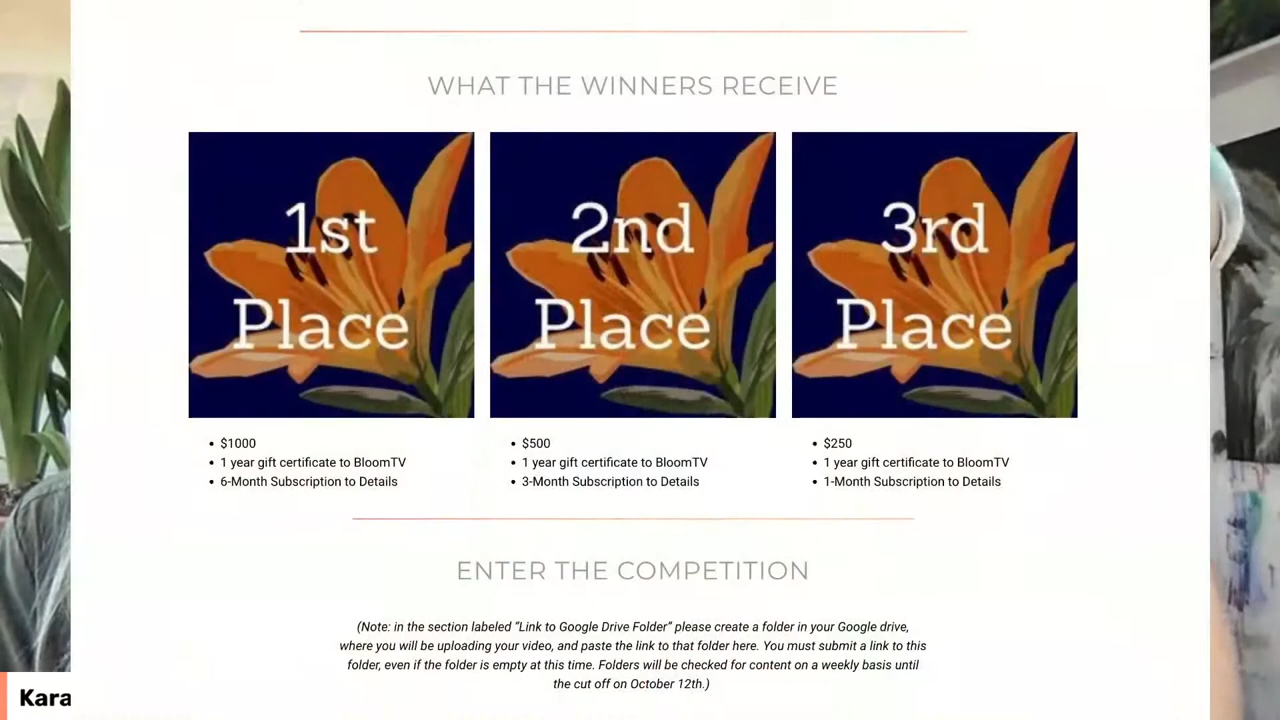 WHAT THE WINNERS RECEIVE
1st
Place
2nd
Place
3rd
Place
• $1000
• 1 year gift certificate to BloomTV
• 6-Month Subscription to Details
• $500
• 1 year gift certificate to BloomTV
• 3-Month Subscription to Details
• $250
• 1 year gift certificate to BloomTV
• 1-Month Subscription to Details
ENTER THE COMPETITION
(Note: in the section labeled “Link to Google Drive Folder” please create a folder in your Google drive,
where you will be uploading your video, and paste the link to that folder here. You must submit a link to this
folder, even if the folder is empty at this time. Folders will be checked for content on a weekly basis until
the cut off on October 12th.)
Kara